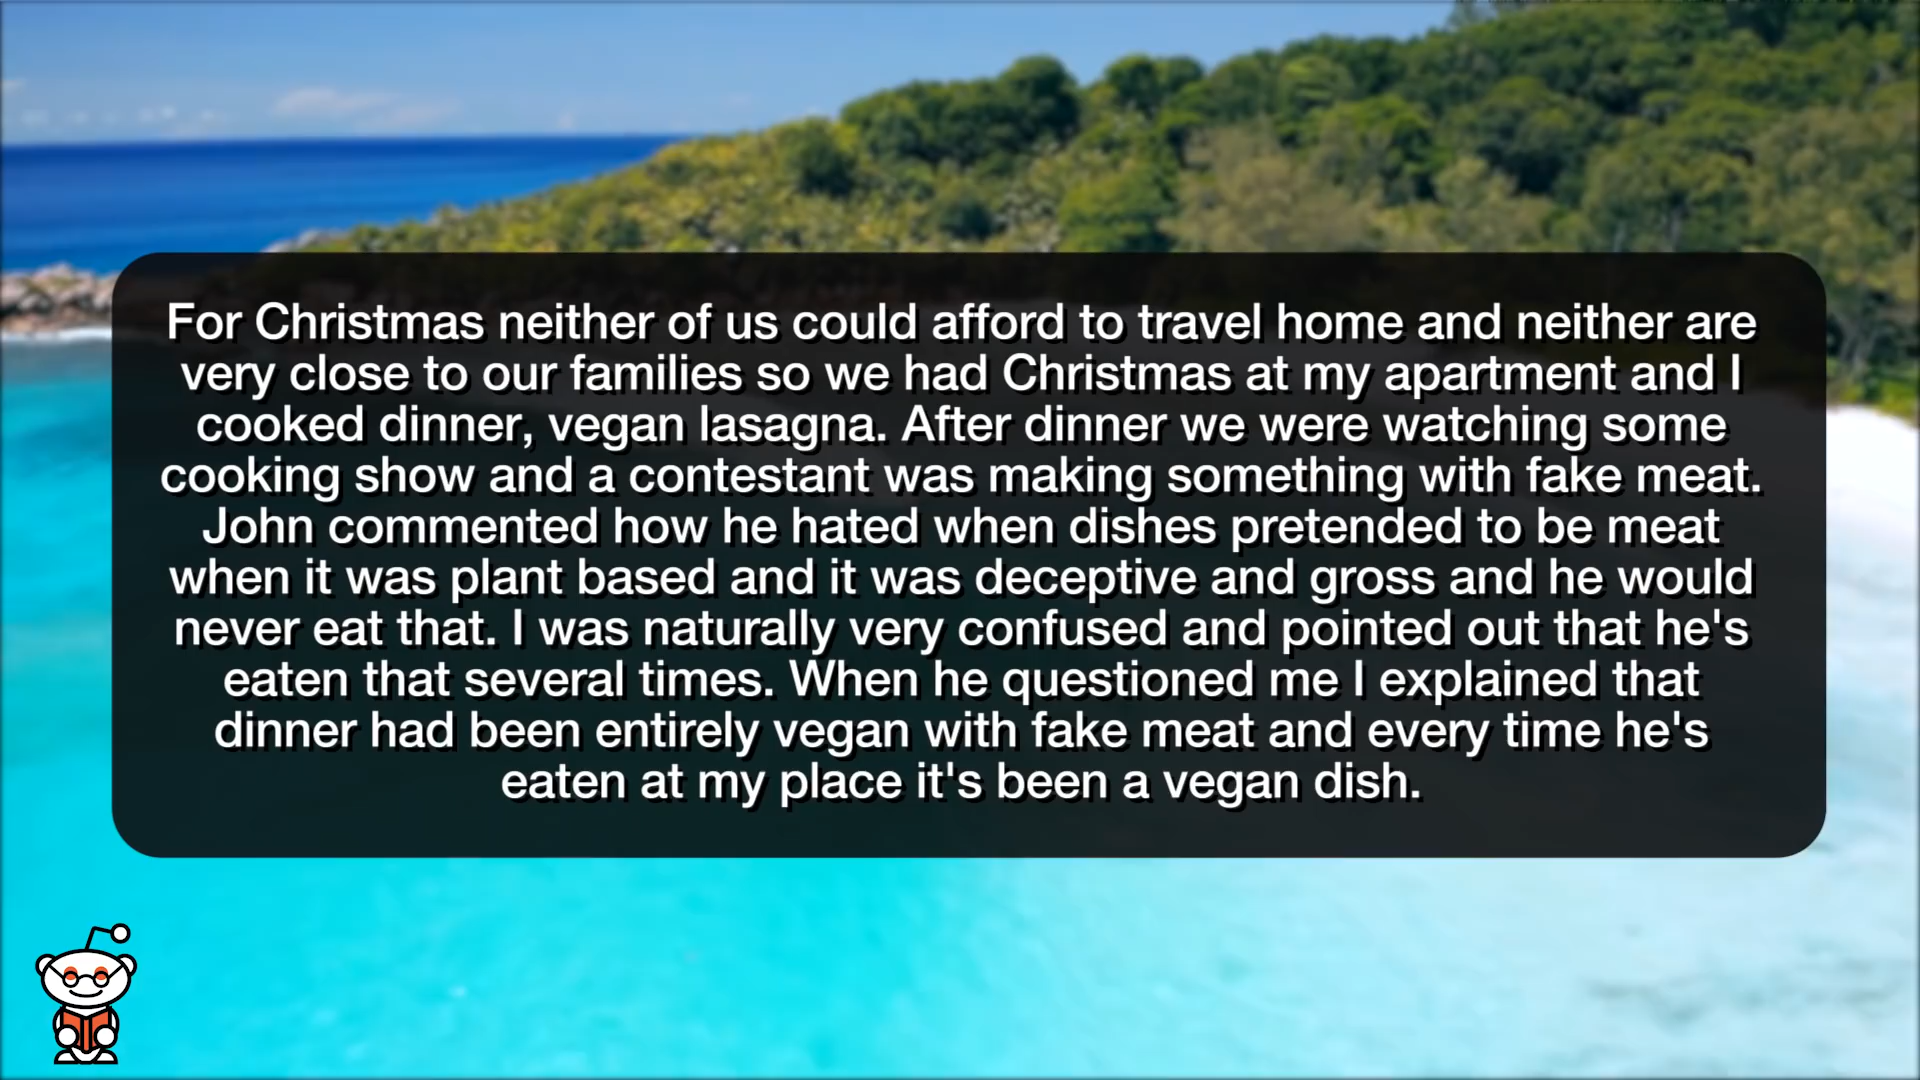 For Christmas neither of us could afford to travel home and neither are
very close to our families so we had Christmas at my apartment and I
cooked dinner, vegan lasagna. After dinner we were watching some
cooking show and a contestant was making something with fake meat.
John commented how he hated when dishes pretended to be meat
when it was plant based and it was deceptive and gross and he would
never eat that. I was naturally very confused and pointed out that he's
eaten that several times. When he questioned me I explained that
dinner had been entirely vegan with fake meat and every time he's
eaten at my place it's been a vegan dish.